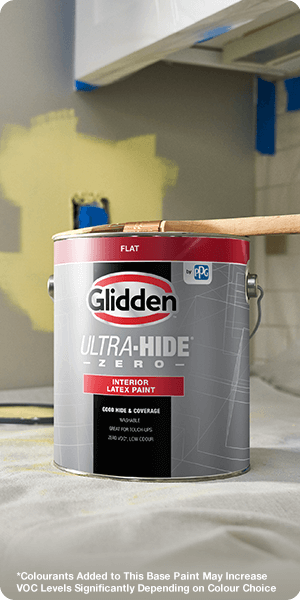 FLAT
Glidden
by PPG
ULTRA-HIDE®
ZERO
INTERIOR
LATEX PAINT
GOOD HIDE & COVERAGE
WASHABLE
GREAT FOR TOUCH-UPS
ZERO VOC*, LOW ODOUR
*Colourants Added to This Base Paint May Increase
VOC Levels Significantly Depending on Colour Choice